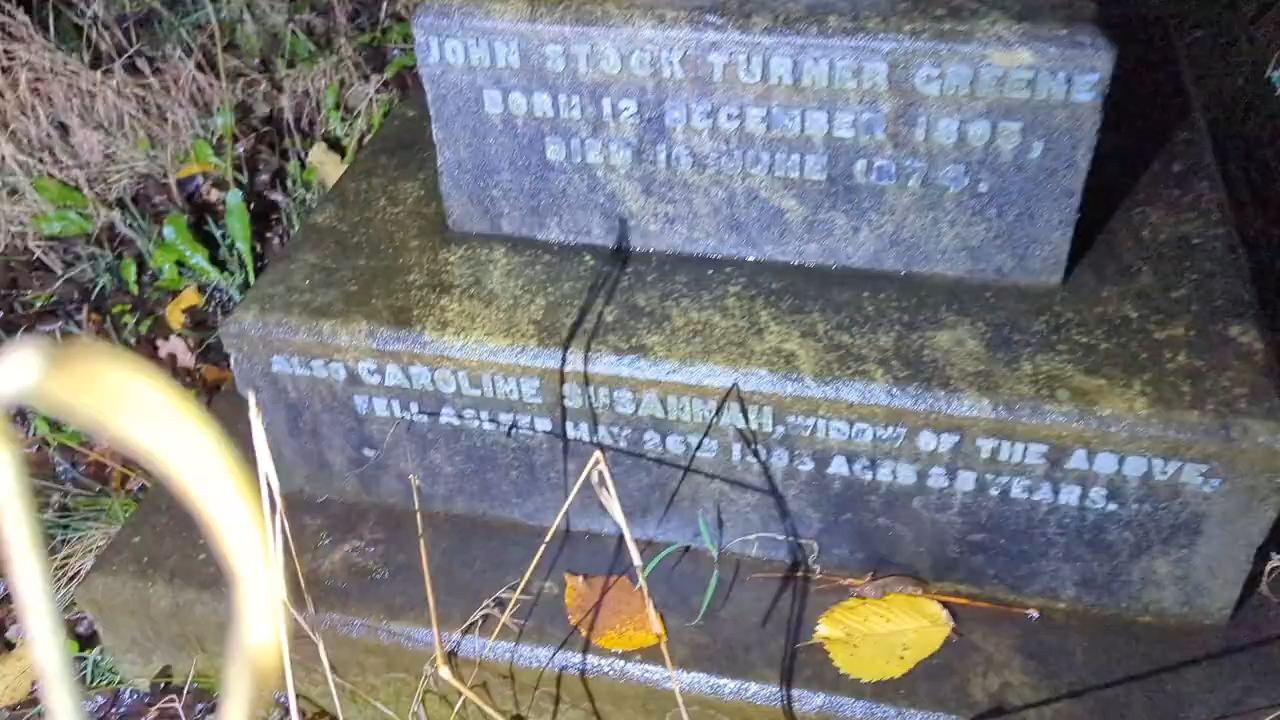 JOHN STOCK TURNER GREENE
BORN 12 DECEMBER
DIED 16 JUNE 1874.
ALSO CAROLINE SUSANNAH, WIDOW OF THE ABOVE,
FELL ASLEEP MAY AGED YEARS.